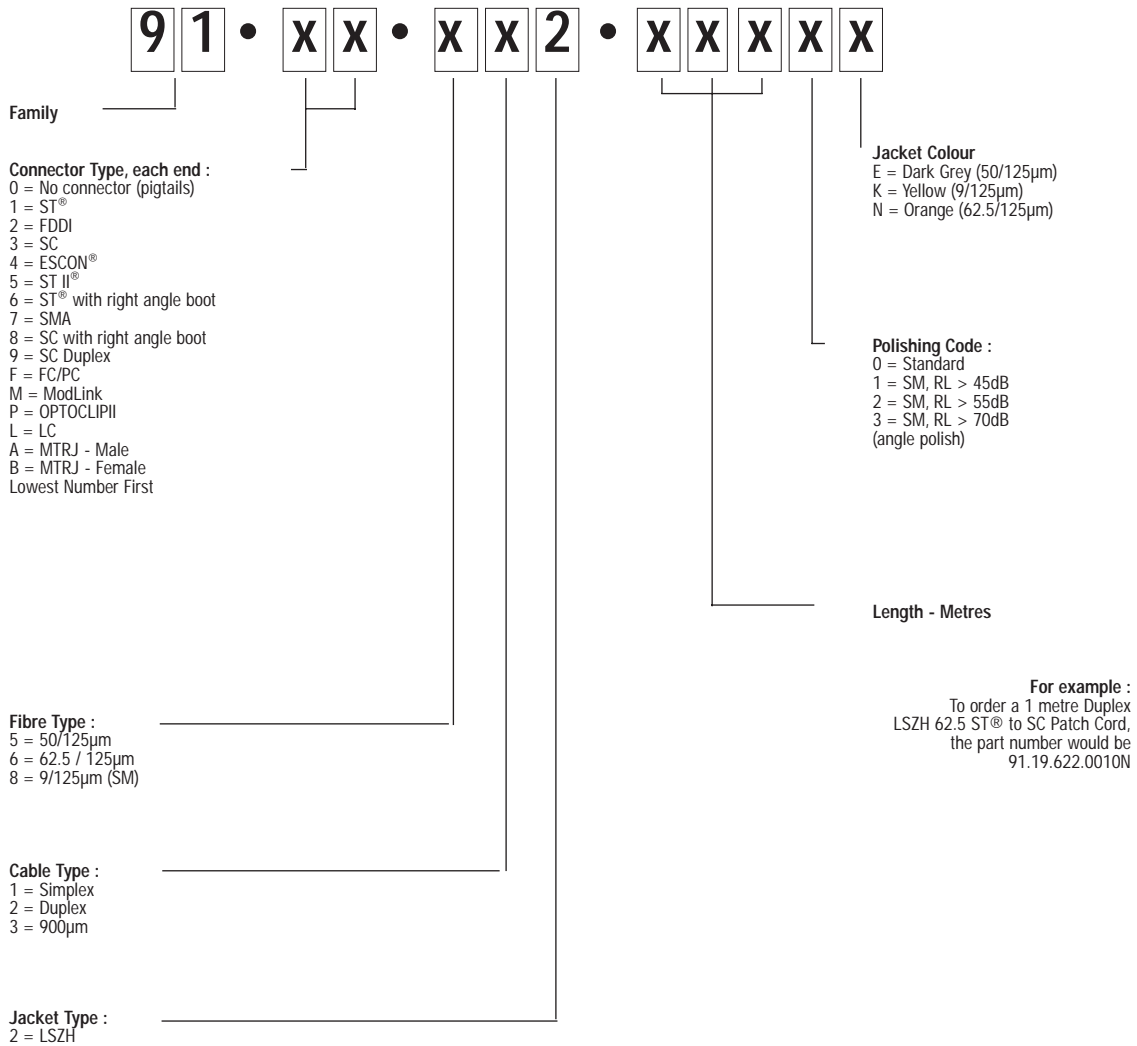 91•xx•xx2•xxxxx
Family
Connector Type, each end :
0 = No connector (pigtails)
1 = ST®
2 = FDDI
3 = SC
4 = ESCON®
5 = ST II®
6 = ST® with right angle boot
7 = SMA
8 = SC with right angle boot
9 = SC Duplex
F = FC/PC
M = ModLink
P = OPTOCLIPII
L = LC
A = MTRJ - Male
B = MTRJ - Female
Lowest Number First
Jacket Colour
E = Dark Grey (50/125µm)
K = Yellow (9/125µm)
N = Orange (62.5/125µm)
Polishing Code :
0 = Standard
1 = SM, RL > 45dB
2 = SM, RL > 55dB
3 = SM, RL > 70dB
(angle polish)
Length - Metres
For example :
To order a 1 metre Duplex
LSZH 62.5 ST® to SC Patch Cord,
the part number would be
91.19.622.0010N
Fibre Type :
5 = 50/125µm
6 = 62.5 / 125µm
8 = 9/125µm (SM)
Cable Type :
1 = Simplex
2 = Duplex
3 = 900µm
Jacket Type :
2 = LSZH